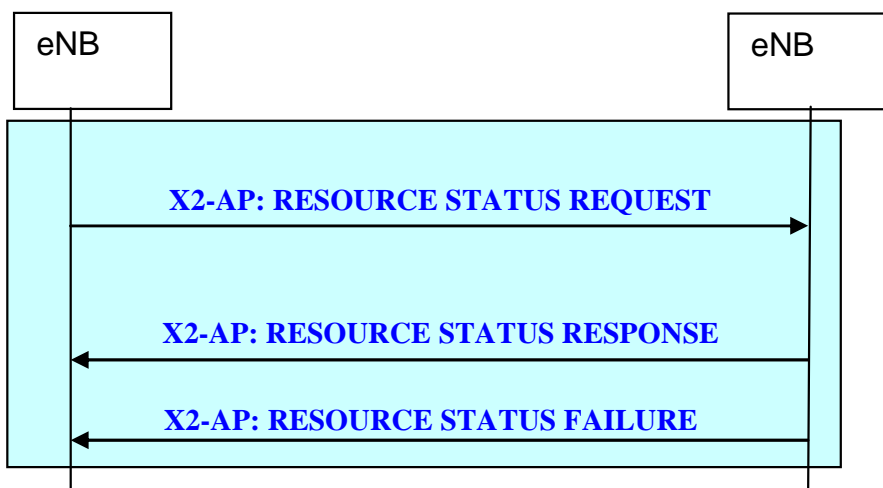 eNB
eNB
X2-AP: RESOURCE STATUS REQUEST
X2-AP: RESOURCE STATUS RESPONSE
X2-AP: RESOURCE STATUS FAILURE